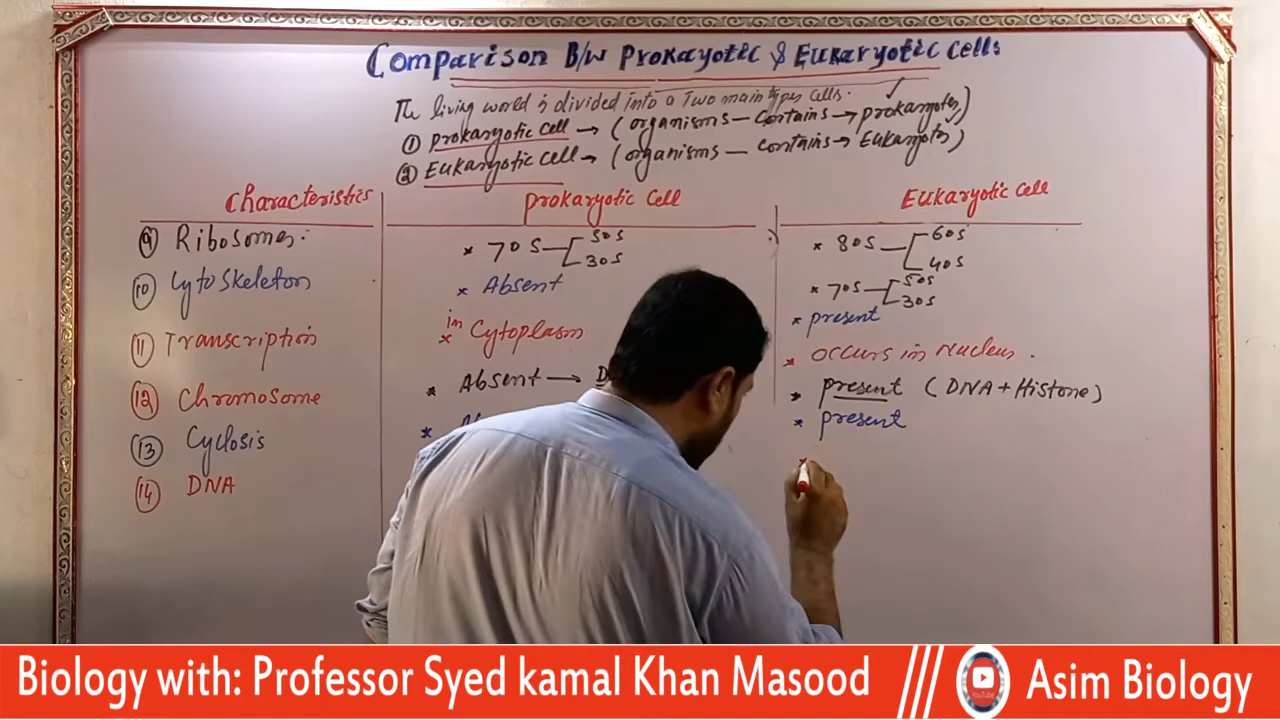 Comparison B/w Prokayotic & Eukaryotic Cells
The living world is divided into a Two main types cells.
① prokaryotic cell → (organisms — contains → prokaryotes)
② Eukaryotic cell → (organisms — contains → Eukaryotes)
Characteristics prokaryotic cell Eukaryotic cell
9 Ribosomes. * 70S 50S 30S * 80S 60S 40S
* 70S 50S 30S
10 Cytoskeleton * Absent * present
11 Transcription * in Cytoplasm * occurs in Nucleus.
12 Chromosome * Absent → * present (DNA + Histone)
13 Cyclosis * * present
14 DNA
Biology with: Professor Syed kamal Khan Masood /// YouTube Asim Biology